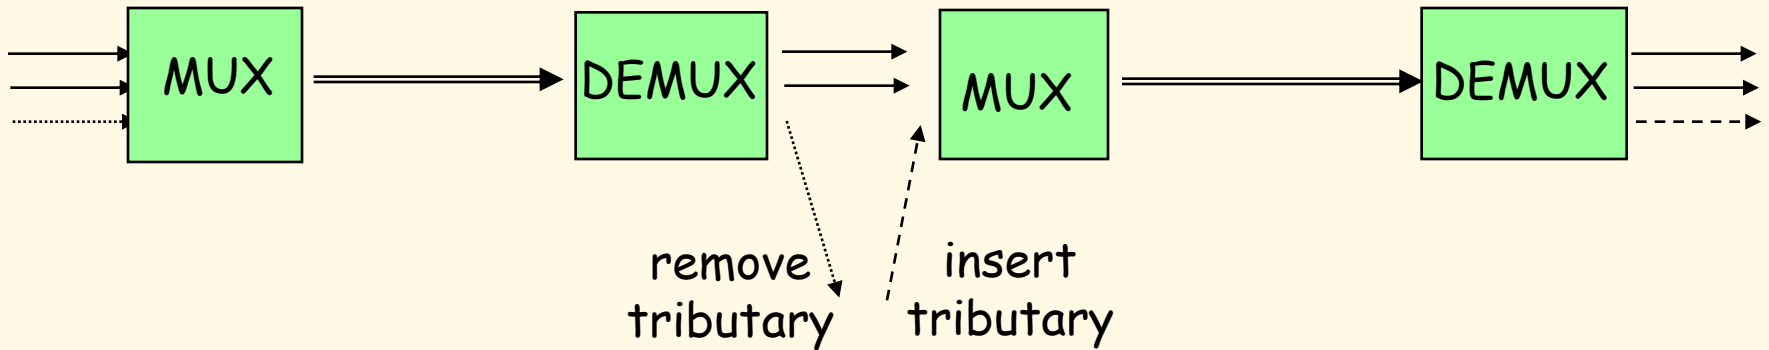 MUX
DEMUX
MUX
DEMUX
remove
tributary
insert
tributary